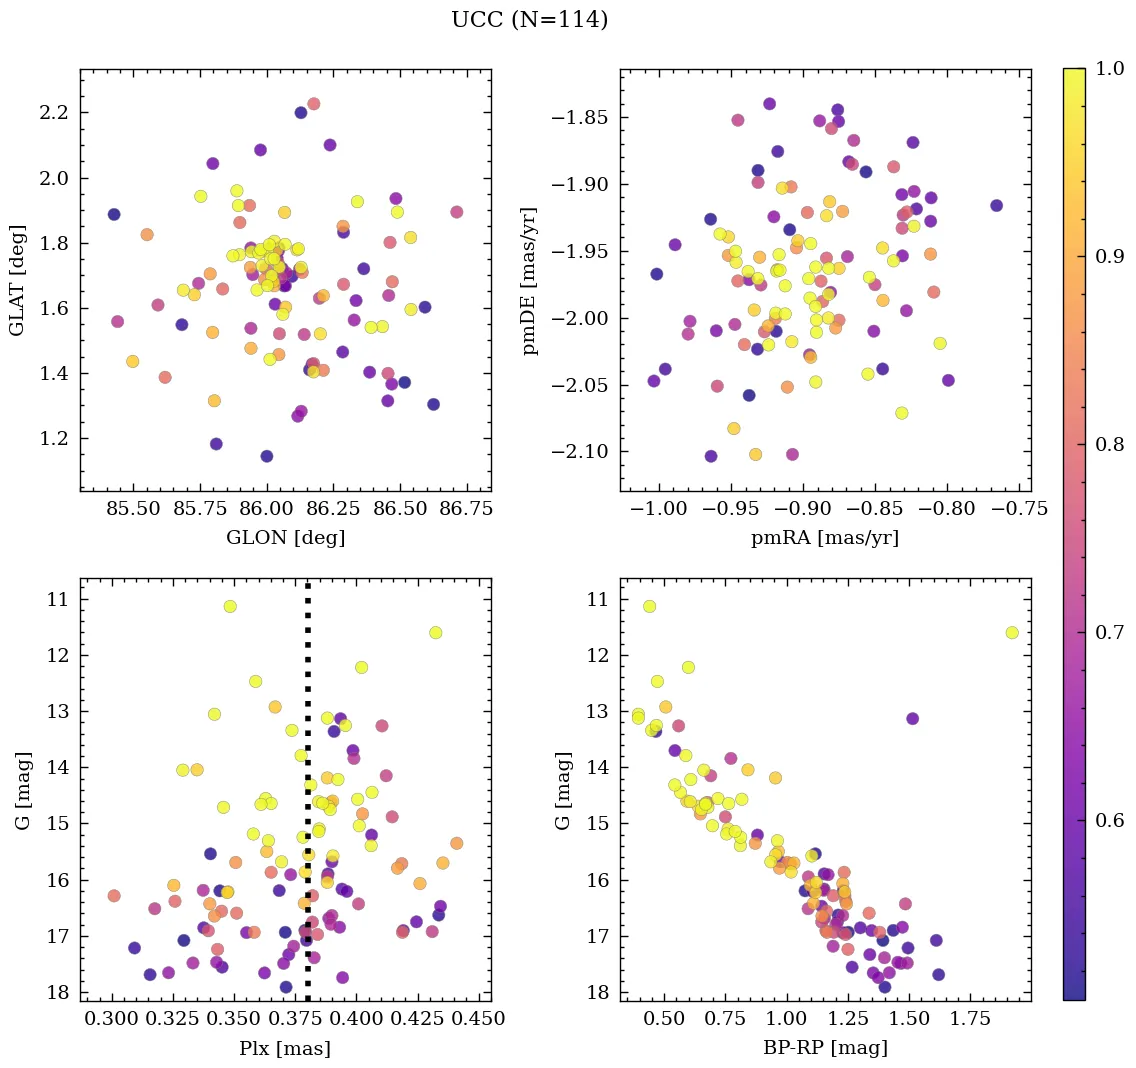 UCC (N=114)
2.2
2.0
1.8
1.6
1.4
1.2
GLAT [deg]
85.50 85.75 86.00 86.25 86.50 86.75
GLON [deg]
−1.85
−1.90
−1.95
−2.00
−2.05
−2.10
pmDE [mas/yr]
−1.00 −0.95 −0.90 −0.85 −0.80 −0.75
pmRA [mas/yr]
11
12
13
14
15
16
17
18
G [mag]
0.300 0.325 0.350 0.375 0.400 0.425 0.450
Plx [mas]
11
12
13
14
15
16
17
18
G [mag]
0.50 0.75 1.00 1.25 1.50 1.75
BP-RP [mag]
1.0
0.9
0.8
0.7
0.6